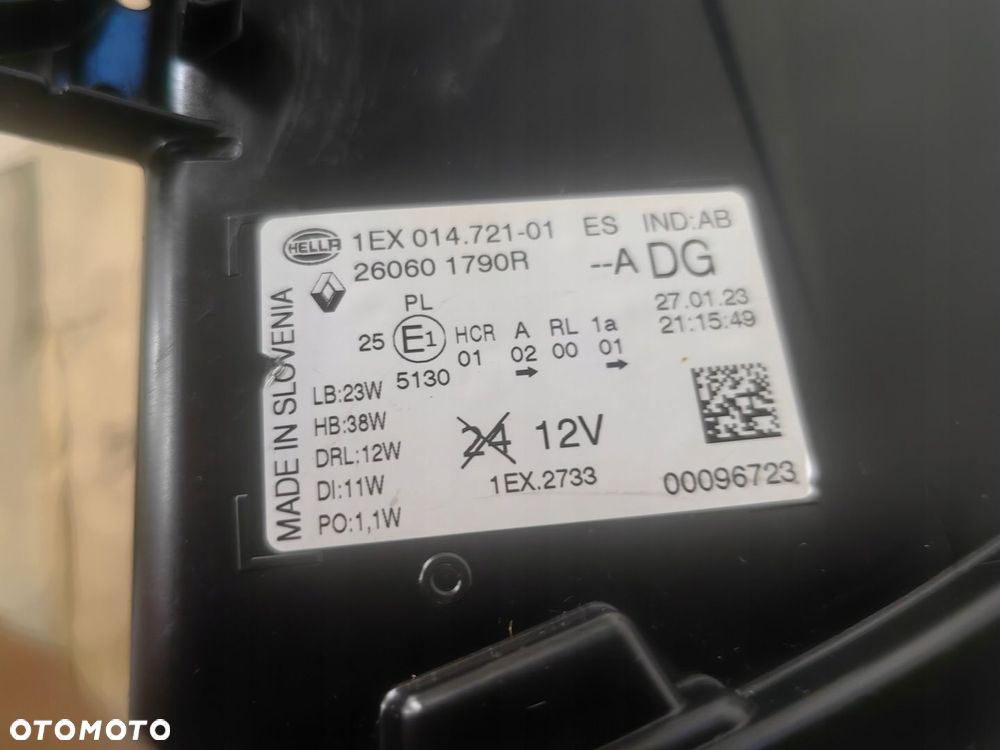 HELLA 1EX 014.721-01 ES IND:AB
260601790R --A DG
MADE IN SLOVENIA
27.01.23
21:15:49
PL
25 E1 HCR A RL 1a
01 02 00 01
5130
LB:23W
HB:38W
DRL:12W
DI:11W
PO:1,1W
24 12V
1EX.2733
00096723
OTOMOTO